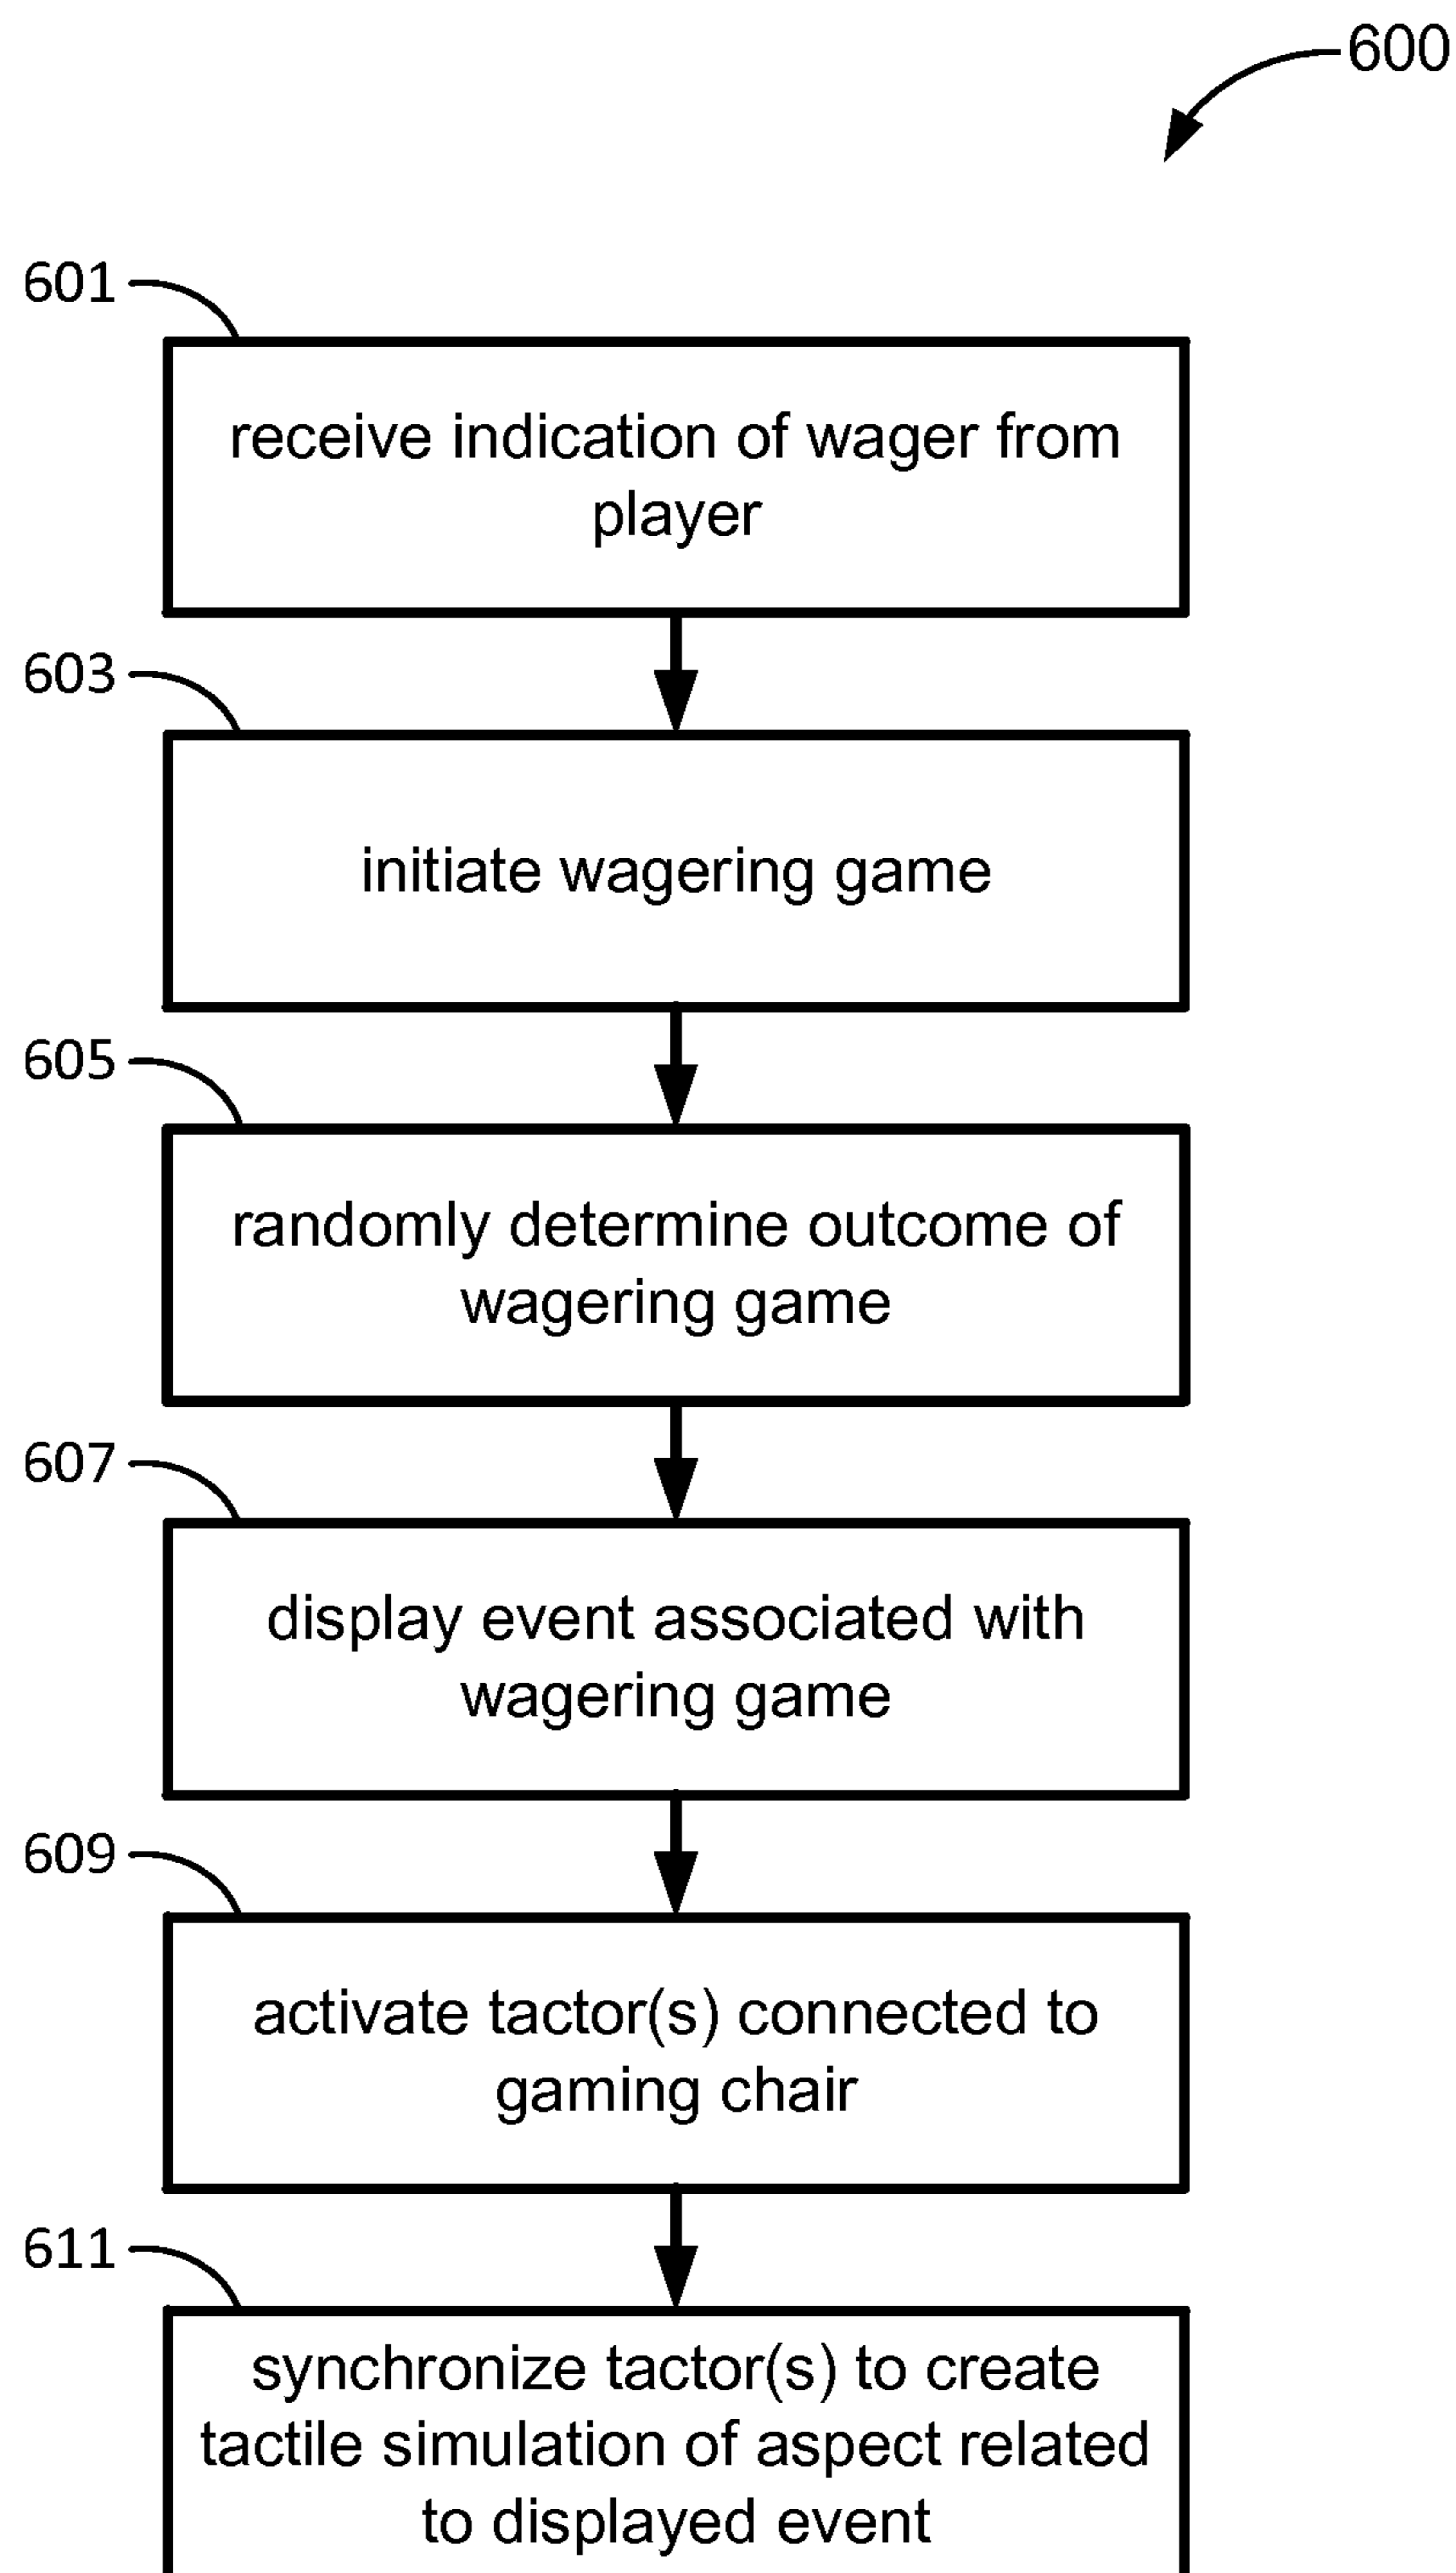 600
601
receive indication of wager from
player
603
initiate wagering game
605
randomly determine outcome of
wagering game
607
display event associated with
wagering game
609
activate tactor(s) connected to
gaming chair
611
synchronize tactor(s) to create
tactile simulation of aspect related
to displayed event